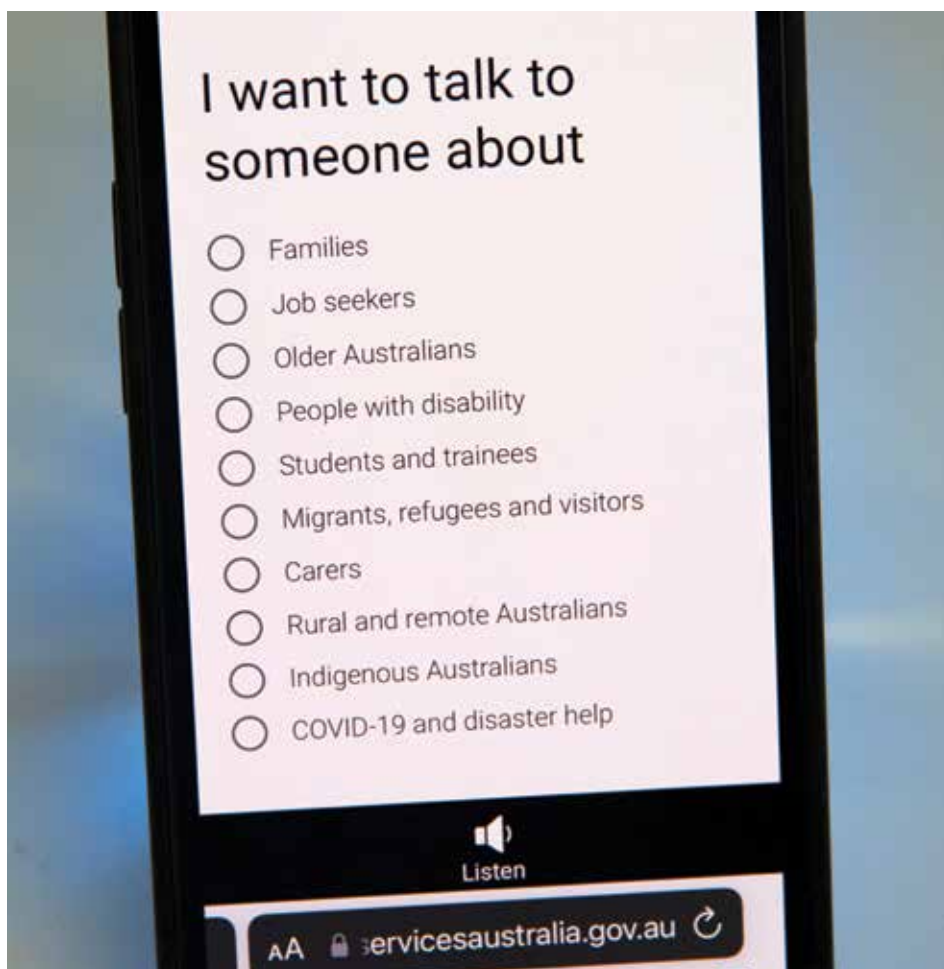 I want to talk to
someone about
Families
Job seekers
Older Australians
People with disability
Students and trainees
Migrants, refugees and visitors
Carers
Rural and remote Australians
Indigenous Australians
COVID-19 and disaster help
Listen
AA servicesaustralia.gov.au